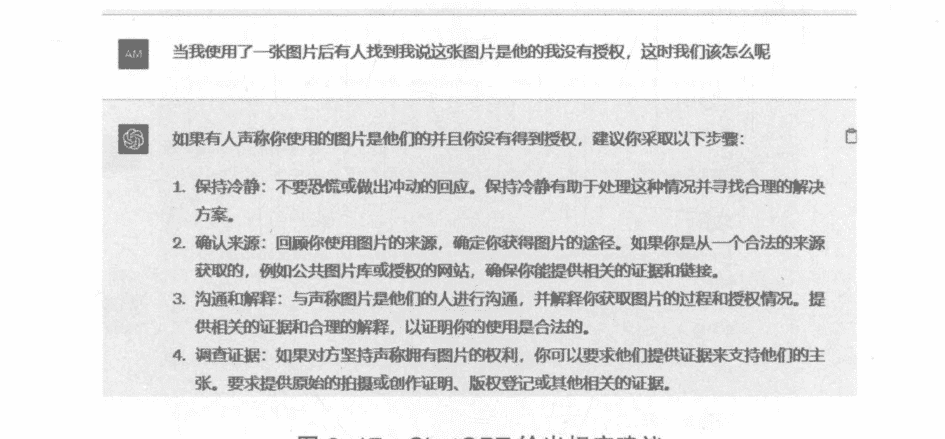 AM
当我使用了一张图片后有人找到我说这张图片是他的我没有授权，这时我们该怎么呢
如果有人声称你使用的图片是他们的并且你没有得到授权，建议你采取以下步骤：
1. 保持冷静：不要恐慌或做出冲动的回应。保持冷静有助于处理这种情况并寻找合理的解决
方案。
2. 确认来源：回顾你使用图片的来源，确定你获得图片的途径。如果你是从一个合法的来源
获取的，例如公共图片库或授权的网站，确保你能提供相关的证据和链接。
3. 沟通和解释：与声称图片是他们的人进行沟通，并解释你获取图片的过程和授权情况。提
供相关的证据和合理的解释，以证明你的使用是合法的。
4. 调查证据：如果对方坚持声称拥有图片的权利，你可以要求他们提供证据来支持他们的主
张。要求提供原始的拍摄或创作证明、版权登记或其他相关的证据。